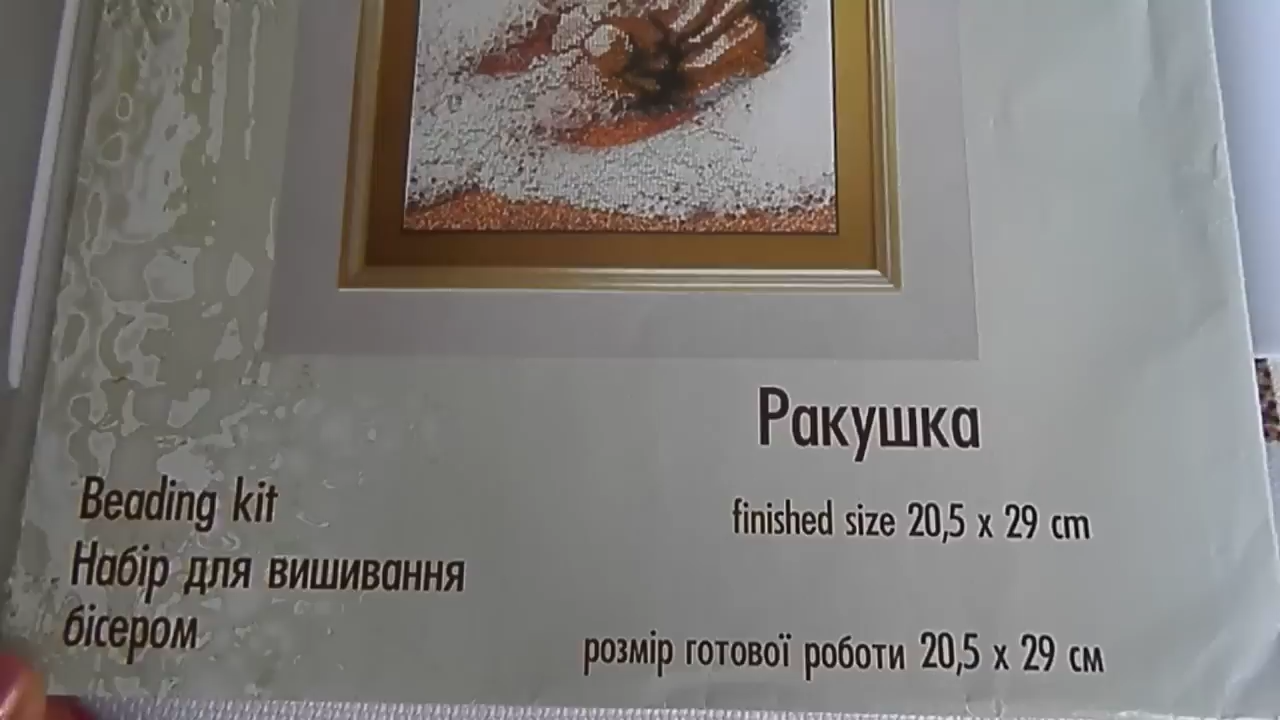 Ракушка
Beading kit
finished size 20,5 x 29 cm
Набір для вишивання
бісером
розмір готової роботи 20,5 х 29 см